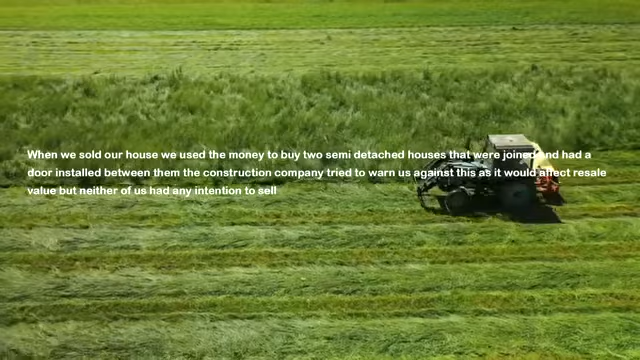 When we sold our house we used the money to buy two semi detached houses that were joined and had a
door installed between them the construction company tried to warn us against this as it would affect resale
value but neither of us had any intention to sell